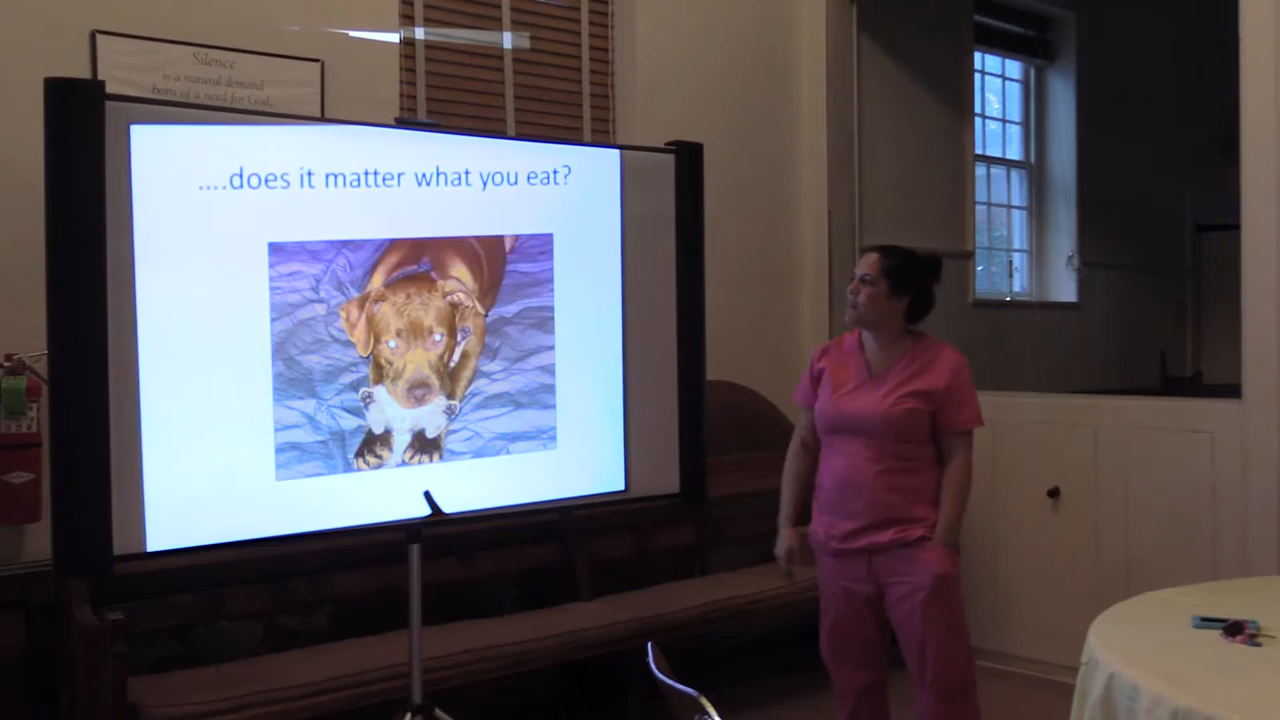 Silence
is a natural demand
born of a need for God,
....does it matter what you eat?